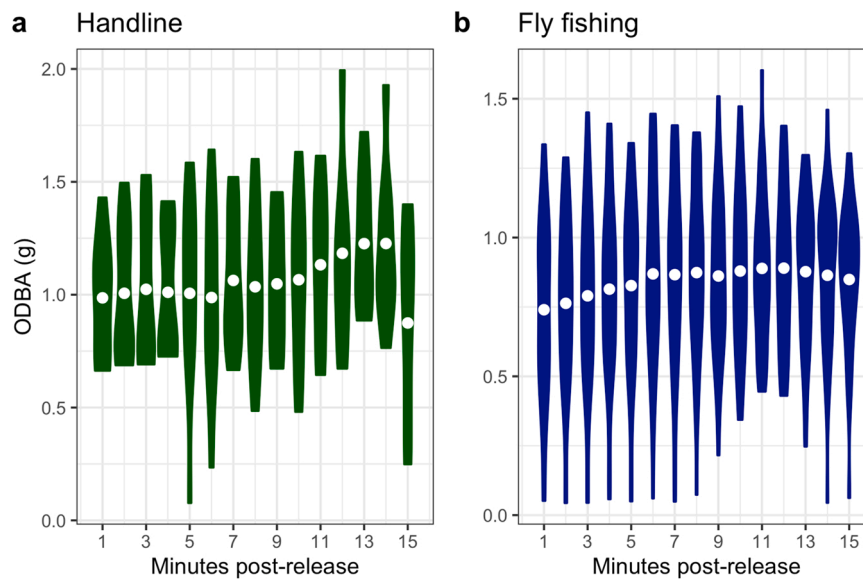 a Handline
2.0
1.5
1.0
0.5
0.0
ODBA (g)
1 3 5 7 9 11 13 15
Minutes post-release
b Fly fishing
1.5
1.0
0.5
0.0
1 3 5 7 9 11 13 15
Minutes post-release